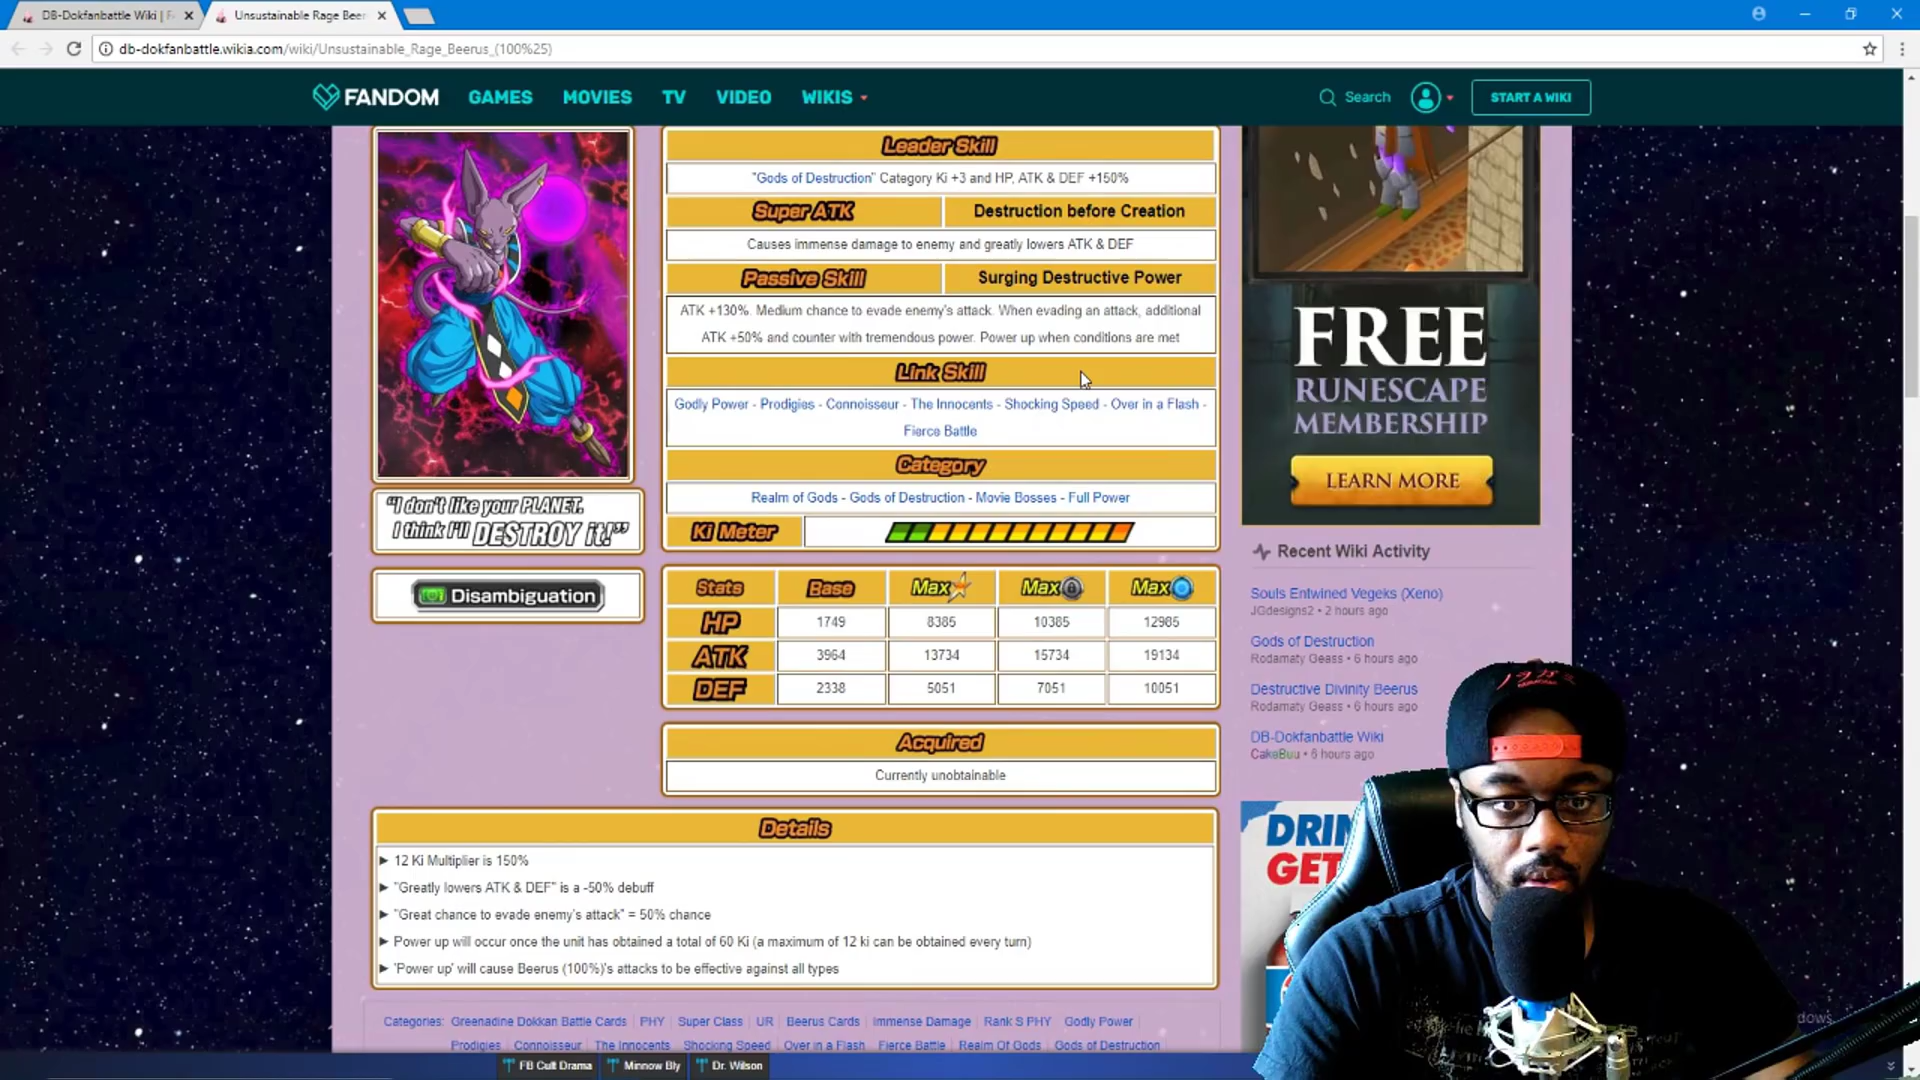 DB-Dokfanbattle Wiki | F
Unsustainable Rage Beer
db-dokfanbattle.wikia.com/wiki/Unsustainable_Rage_Beerus_(100%25)
FANDOM GAMES MOVIES TV VIDEO WIKIS Search START A WIKI
Leader Skill
"Gods of Destruction" Category Ki +3 and HP, ATK & DEF +150%
Super ATK Destruction before Creation
Causes immense damage to enemy and greatly lowers ATK & DEF
Passive Skill Surging Destructive Power
ATK +130%. Medium chance to evade enemy's attack. When evading an attack, additional
ATK +50% and counter with tremendous power. Power up when conditions are met
Link Skill
Godly Power - Prodigies - Connoisseur - The Innocents - Shocking Speed - Over in a Flash -
Fierce Battle
Category
Realm of Gods - Gods of Destruction - Movie Bosses - Full Power
Ki Meter
"I don't like your PLANET.
I think I'll DESTROY it!"
Disambiguation
Stats Base Max Max Max
HP 1749 8385 10385 12985
ATK 3964 13734 15734 19134
DEF 2338 5051 7051 10051
Acquired
Currently unobtainable
Details
► 12 Ki Multiplier is 150%
► "Greatly lowers ATK & DEF" is a -50% debuff
► "Great chance to evade enemy's attack" = 50% chance
► Power up will occur once the unit has obtained a total of 60 Ki (a maximum of 12 ki can be obtained every turn)
► 'Power up' will cause Beerus (100%)'s attacks to be effective against all types
Categories: Greenadine Dokkan Battle Cards PHY Super Class UR Beerus Cards Immense Damage Rank S PHY Godly Power
Prodigies Connoisseur The Innocents Shocking Speed Over in a Flash Fierce Battle Realm Of Gods Gods of Destruction
FREE
RUNESCAPE
MEMBERSHIP
LEARN MORE
Recent Wiki Activity
Souls Entwined Vegeks (Xeno)
JGdesigns2 • 2 hours ago
Gods of Destruction
Rodamaty Geass • 6 hours ago
Destructive Divinity Beerus
Rodamaty Geass • 6 hours ago
DB-Dokfanbattle Wiki
CakeBuu • 6 hours ago
DRIN
GET
1982
FB Cult Drama Minnow Bly Dr. Wilson